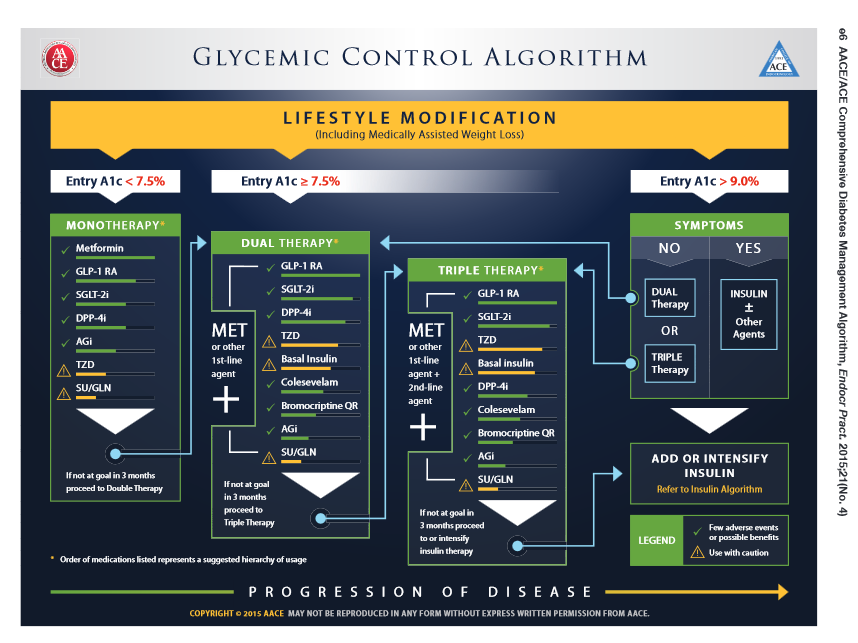 GLYCEMIC CONTROL ALGORITHM
AACE
ACE
LIFESTYLE MODIFICATION
(Including Medically Assisted Weight Loss)
Entry A1c < 7.5%
Entry A1c ≥ 7.5%
Entry A1c > 9.0%
MONOTHERAPY*
Metformin
GLP-1 RA
SGLT-2i
DPP-4i
AGi
TZD
SU/GLN
If not at goal in 3 months
proceed to Double Therapy
DUAL THERAPY*
MET
or other
1st-line
agent
+
GLP-1 RA
SGLT-2i
DPP-4i
TZD
Basal Insulin
Colesevelam
Bromocriptine QR
AGi
SU/GLN
If not at goal
in 3 months
proceed to
Triple Therapy
TRIPLE THERAPY*
MET
or other
1st-line
agent +
2nd-line
agent
+
GLP-1 RA
SGLT-2i
TZD
Basal insulin
DPP-4i
Colesevelam
Bromocriptine QR
AGi
SU/GLN
If not at goal in
3 months proceed
to or intensify
insulin therapy
SYMPTOMS
NO
YES
DUAL
Therapy
OR
TRIPLE
Therapy
INSULIN
±
Other
Agents
ADD OR INTENSIFY
INSULIN
Refer to Insulin Algorithm
LEGEND
Few adverse events
or possible benefits
Use with caution
* Order of medications listed represents a suggested hierarchy of usage
PROGRESSION OF DISEASE
COPYRIGHT © 2015 AACE MAY NOT BE REPRODUCED IN ANY FORM WITHOUT EXPRESS WRITTEN PERMISSION FROM AACE.
e6 AACE/ACE Comprehensive Diabetes Management Algorithm, Endocr Pract. 2015;21(No. 4)